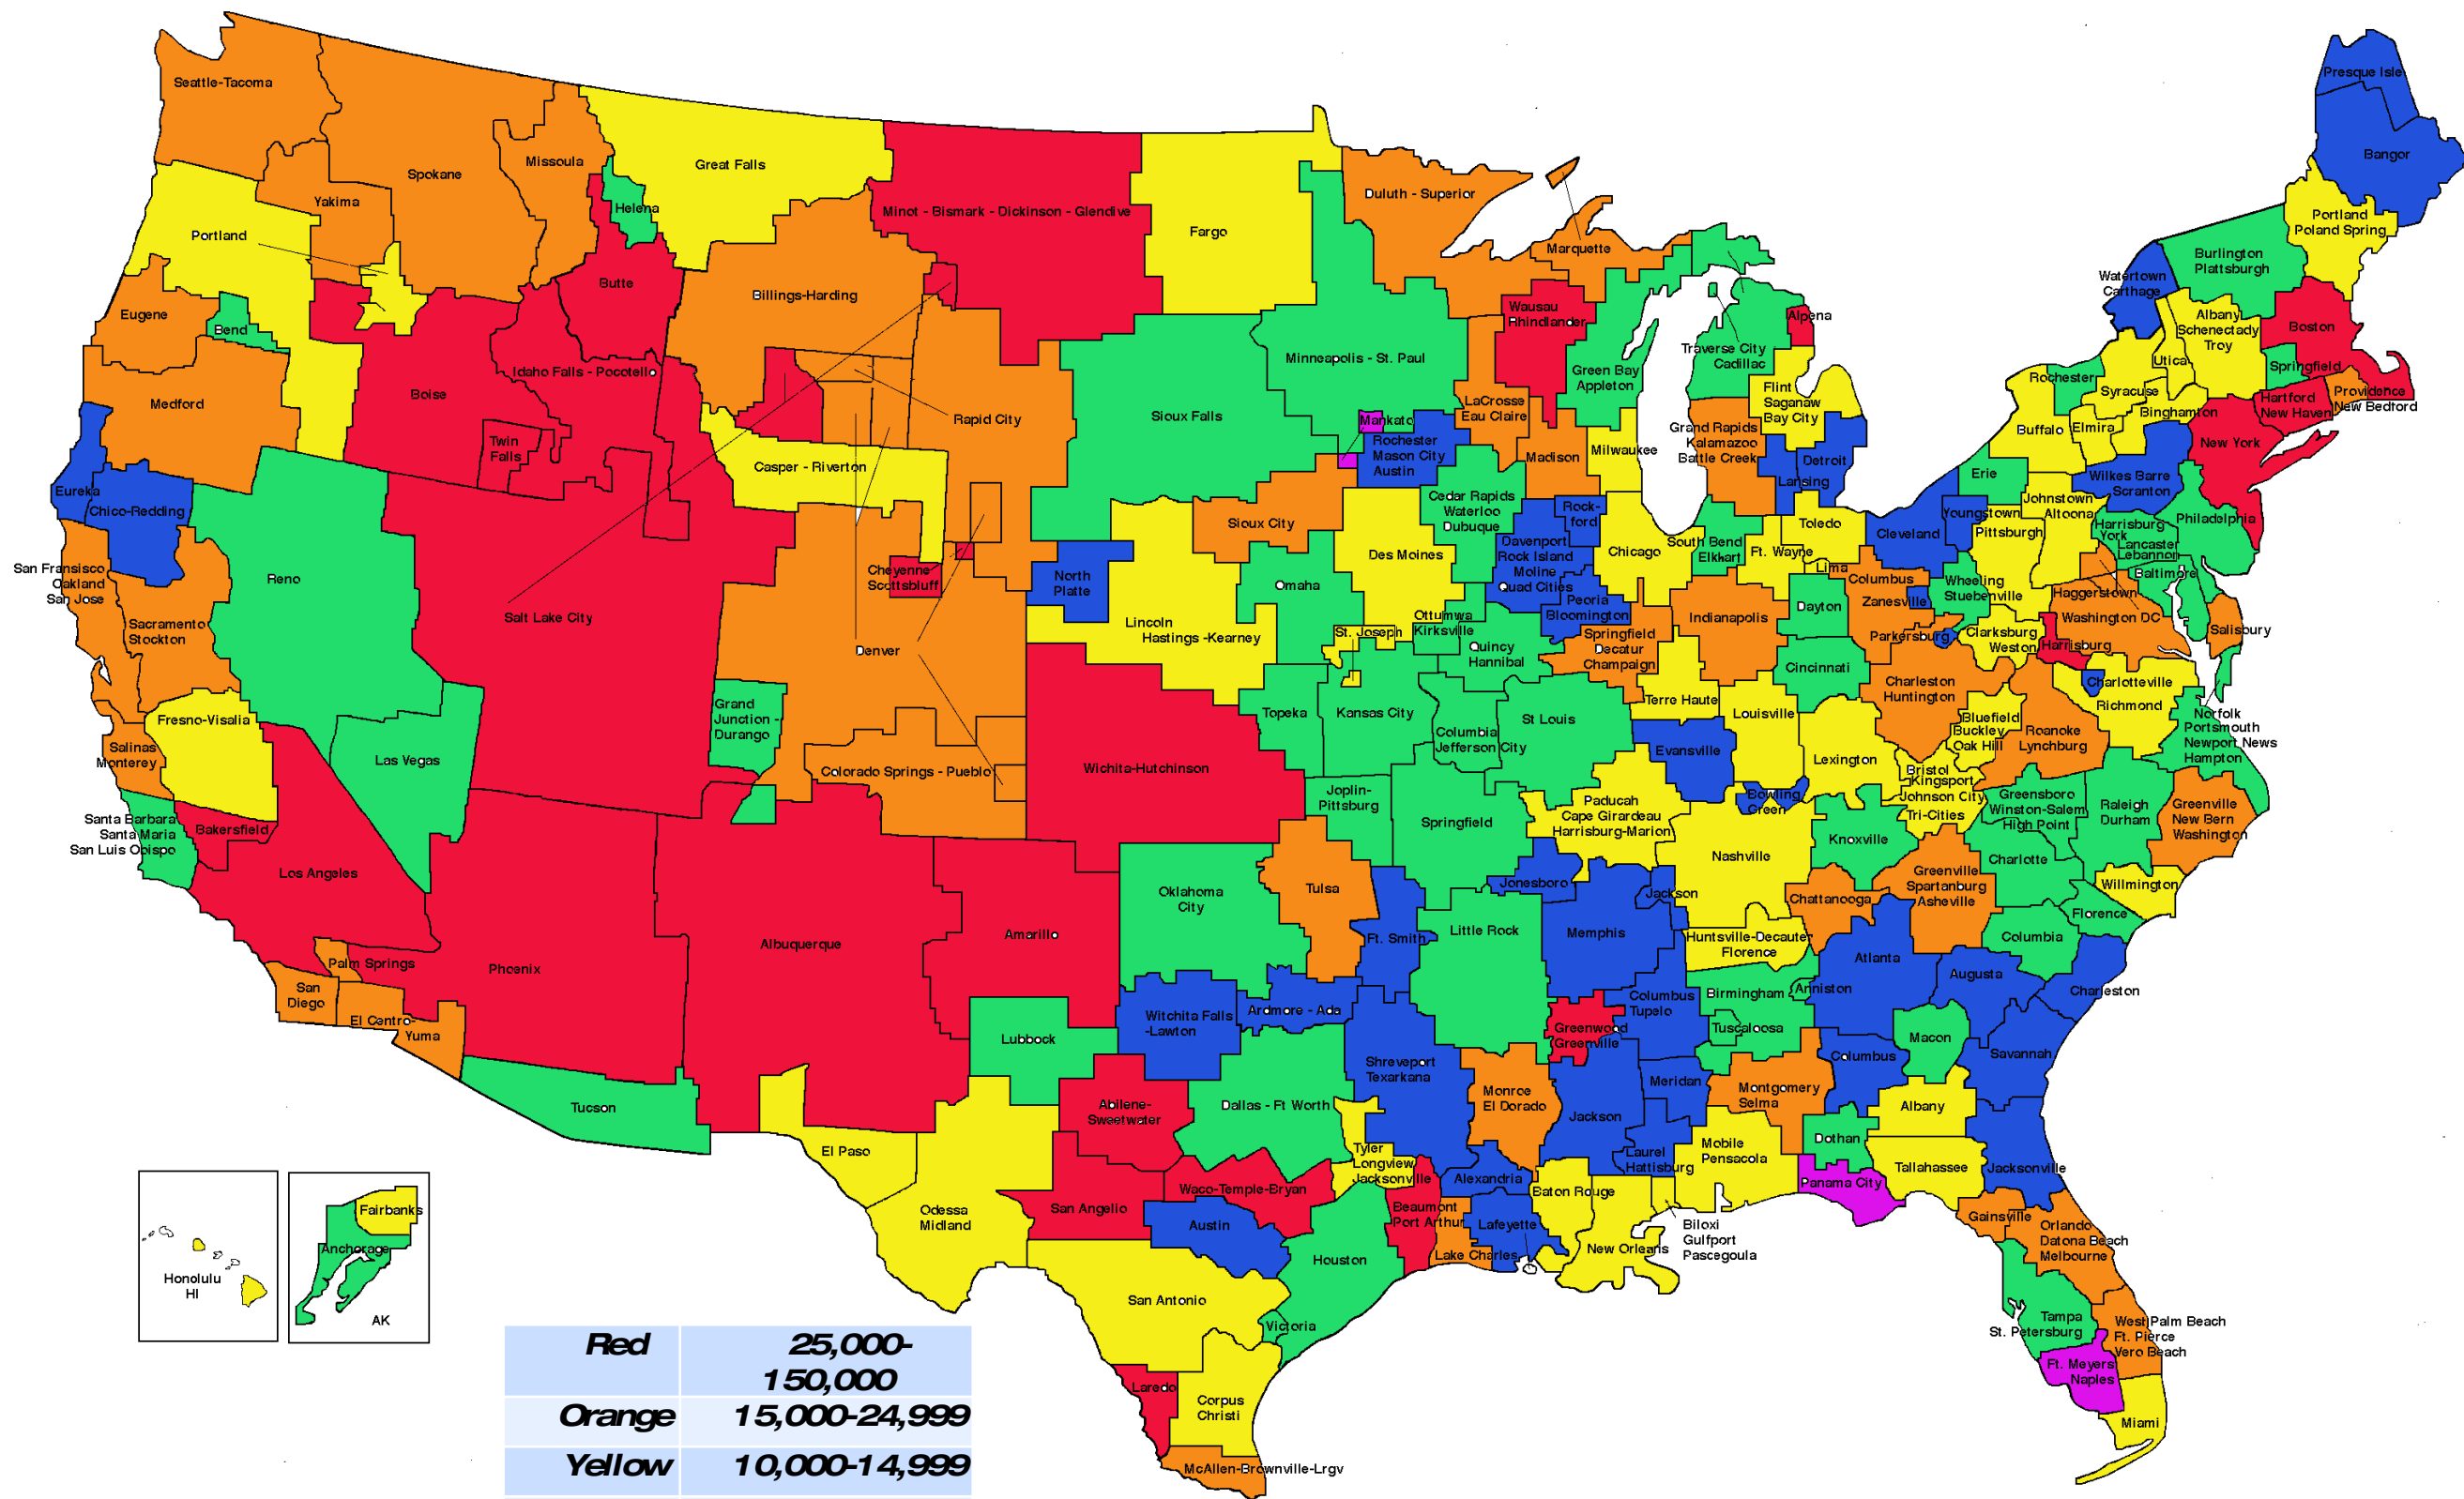 Seattle-Tacoma
Spokane
Missoula
Yakima
Portland
Eugene
Bend
Medford
Eureka
Chico-Redding
San Fransisco
Oakland
San Jose
Sacramento
Stockton
Salinas
Monterey
Fresno-Visalia
Santa Barbara
Santa Maria
San Luis Obispo
Bakersfield
Los Angeles
Palm Springs
San
Diego
El Centro-
Yuma
Reno
Las Vegas
Great Falls
Helena
Butte
Billings-Harding
Boise
Idaho Falls - Pocotello
Twin
Falls
Salt Lake City
Casper - Riverton
Cheyenne
Scottsbluff
Denver
Grand
Junction -
Durango
Colorado Springs - Pueblo
Phoenix
Tucson
Albuquerque
El Paso
Minot - Bismark - Dickinson - Glendive
Fargo
Rapid City
Sioux Falls
North
Platte
Lincoln
Hastings -Kearney
Omaha
Sioux City
Wichita-Hutchinson
Topeka
Amarillo
Lubbock
Odessa
Midland
Abilene-
Sweetwater
San Angelio
Waco-Temple-Bryan
Austin
San Antonio
Laredo
Corpus
Christi
McAllen-Brownville-Lrgv
Victoria
Houston
Dallas - Ft Worth
Witchita Falls
-Lawton
Ardmore - Ada
Oklahoma
City
Tulsa
Tyler
Longview
Jacksonville
Beaumont
Port Arthur
Lake Charles
Lafeyette
Alexandria
Shreveport
Texarkana
Monroe
El Dorado
Baton Rouge
New Orleans
Biloxi
Gulfport
Pascegoula
Duluth - Superior
Marquette
Minneapolis - St. Paul
Mankato
Rochester
Mason City
Austin
Wausau
Rhindlander
Green Bay
Appleton
LaCrosse
Eau Claire
Madison
Milwaukee
Cedar Rapids
Waterloo
Dubuque
Des Moines
Ottumwa
Kirksville
St. Joseph
Kansas City
Quincy
Hannibal
Columbia
Jefferson City
St Louis
Joplin-
Pittsburg
Springfield
Ft. Smith
Little Rock
Jonesboro
Rock-
ford
Davenport
Rock Island
Moline
Quad Cities
Peoria
Bloomington
Chicago
Springfield
Decatur
Champaign
Paducah
Cape Girardeau
Harrisburg-Marion
Evansville
Terre Haute
Indianapolis
South Bend
Elkhart
Ft. Wayne
Traverse City
Cadillac
Alpena
Flint
Saganaw
Bay City
Grand Rapids
Kalamazoo
Battle Creek
Lansing
Detroit
Toledo
Lima
Dayton
Cincinnati
Columbus
Zanesville
Cleveland
Youngstown
Wheeling
Stuebenville
Parkersburg
Charleston
Huntington
Clarksburg
Weston
Bluefield
Buckley
Oak Hill
Louisville
Lexington
Bowling
Green
Nashville
Jackson
Memphis
Knoxville
Chattanooga
Bristol
Kingsport
Johnson City
Tri-Cities
Huntsville-Decauter
Florence
Birmingham
Anniston
Tuscaloosa
Columbus
Tupelo
Greenwood
Greenville
Jackson
Meridan
Laurel
Hattisburg
Mobile
Pensacola
Montgomery
Selma
Dothan
Panama City
Atlanta
Columbus
Macon
Albany
Augusta
Savannah
Tallahassee
Jacksonville
Gainsville
Orlando
Datona Beach
Melbourne
Tampa
St. Petersburg
West Palm Beach
Ft. Pierce
Vero Beach
Ft. Meyers
Naples
Miami
Greenville
Spartanburg
Asheville
Charlotte
Columbia
Florence
Charleston
Willmington
Greensboro
Winston-Salem
High Point
Raleigh
Durham
Greenville
New Bern
Washington
Roanoke
Lynchburg
Richmond
Charlotteville
Norfolk
Portsmouth
Newport News
Hampton
Harrisburg
Washington DC
Haggerstown
Salisbury
Baltimore
Harrisburg
York
Lancaster
Lebannon
Philadelphia
Johnstown
Altoona
Pittsburgh
Erie
Wilkes Barre
Scranton
Buffalo
Rochester
Syracuse
Elmira
Binghamton
Utica
Albany
Schenectady
Troy
Watertown
Carthage
Burlington
Plattsburgh
New York
Hartford
New Haven
Providence
New Bedford
Springfield
Boston
Portland
Poland Spring
Bangor
Presque Isle
Honolulu
HI
Fairbanks
Anchorage
AK
Red 25,000-
150,000
Orange 15,000-24,999
Yellow 10,000-14,999